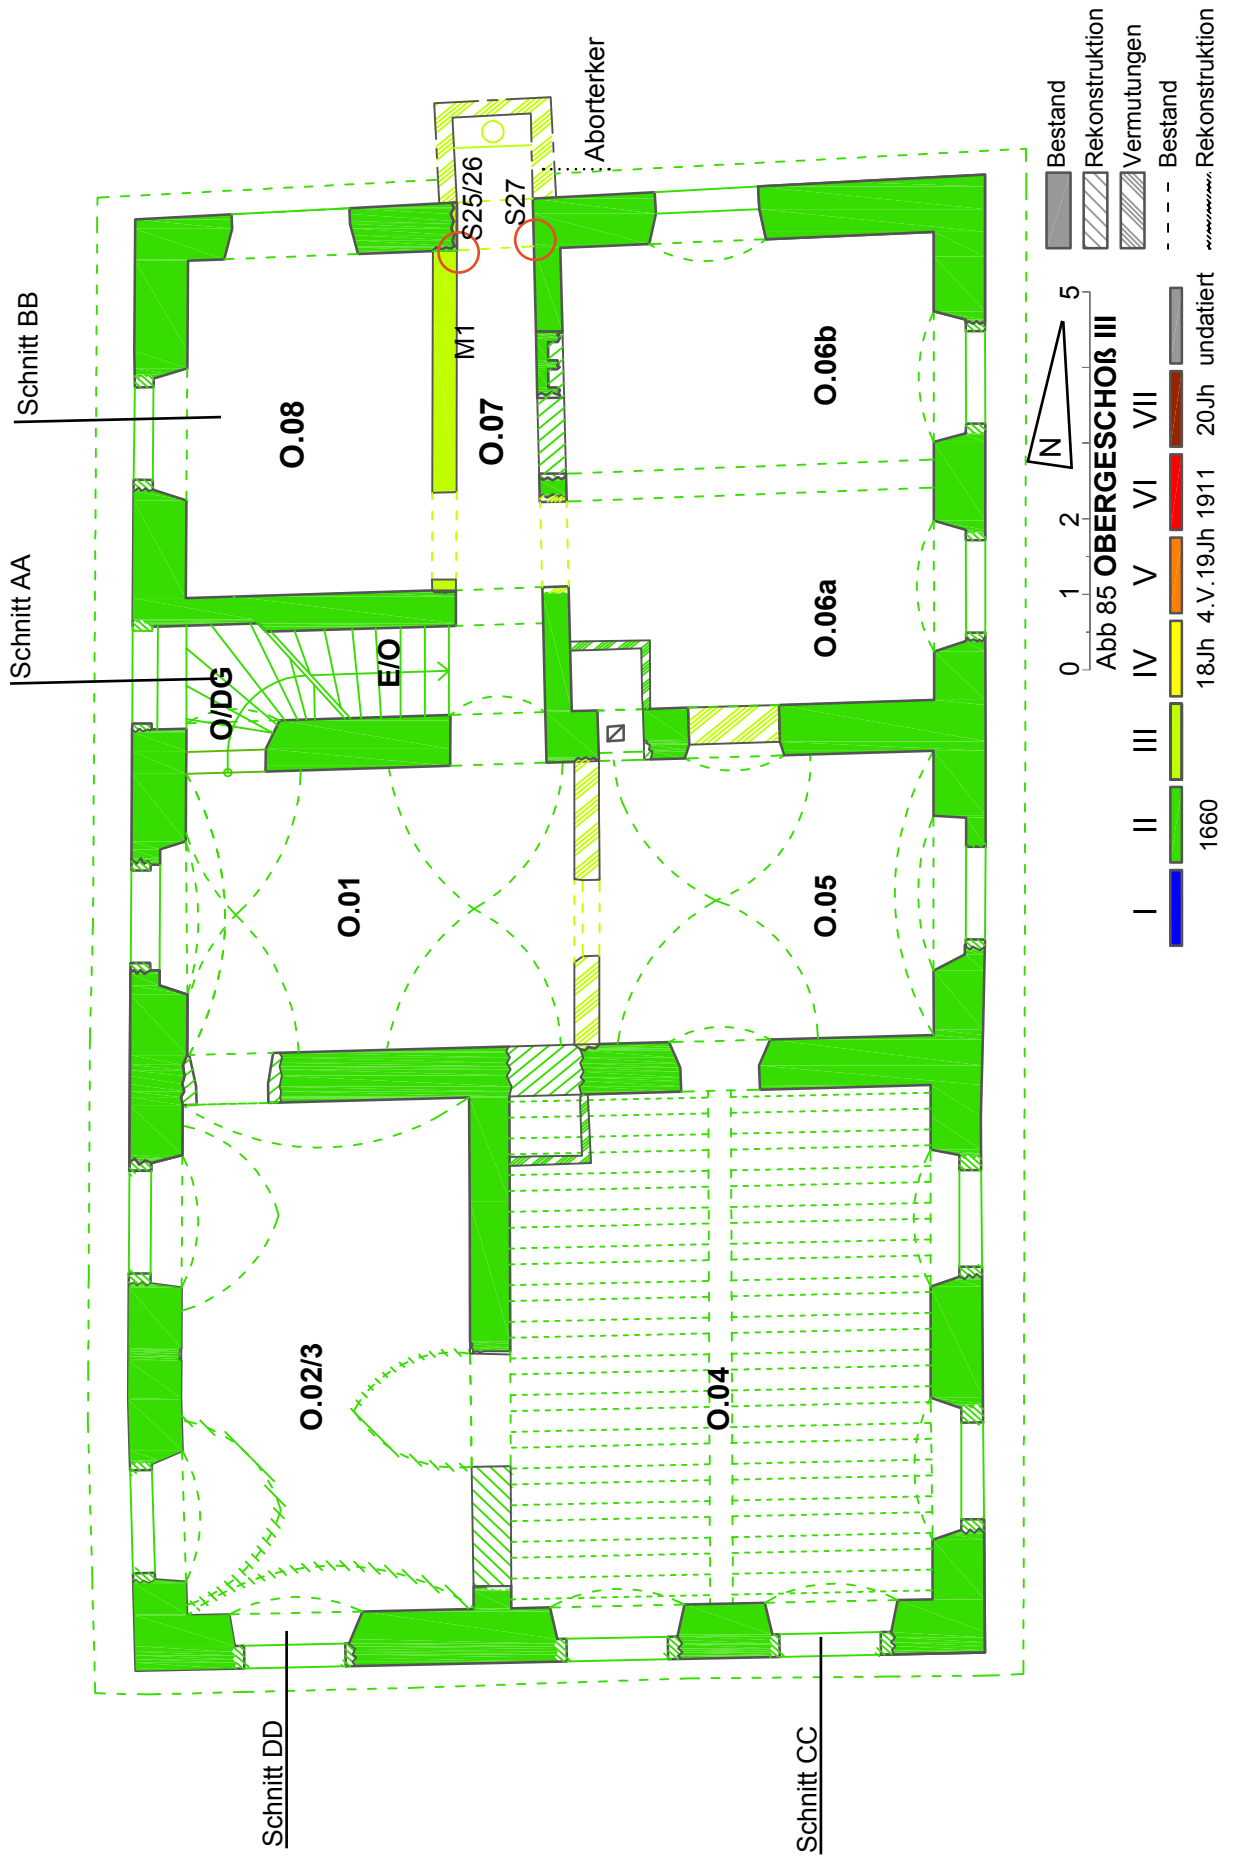 Schnitt DD
Schnitt CC
Schnitt AA
Schnitt BB
O.02/3
O.04
O.01
O.05
O/DG
E/O
O.08
O.07
O.06a
O.06b
M1
S25/26
S27
Aborterker
N
0 1 2 5
Abb 85 OBERGESCHOß III
I II III IV V VI VII
1660 18Jh 4.V.19Jh 1911 20Jh undatiert
Bestand
Rekonstruktion
Vermutungen
Bestand
Rekonstruktion